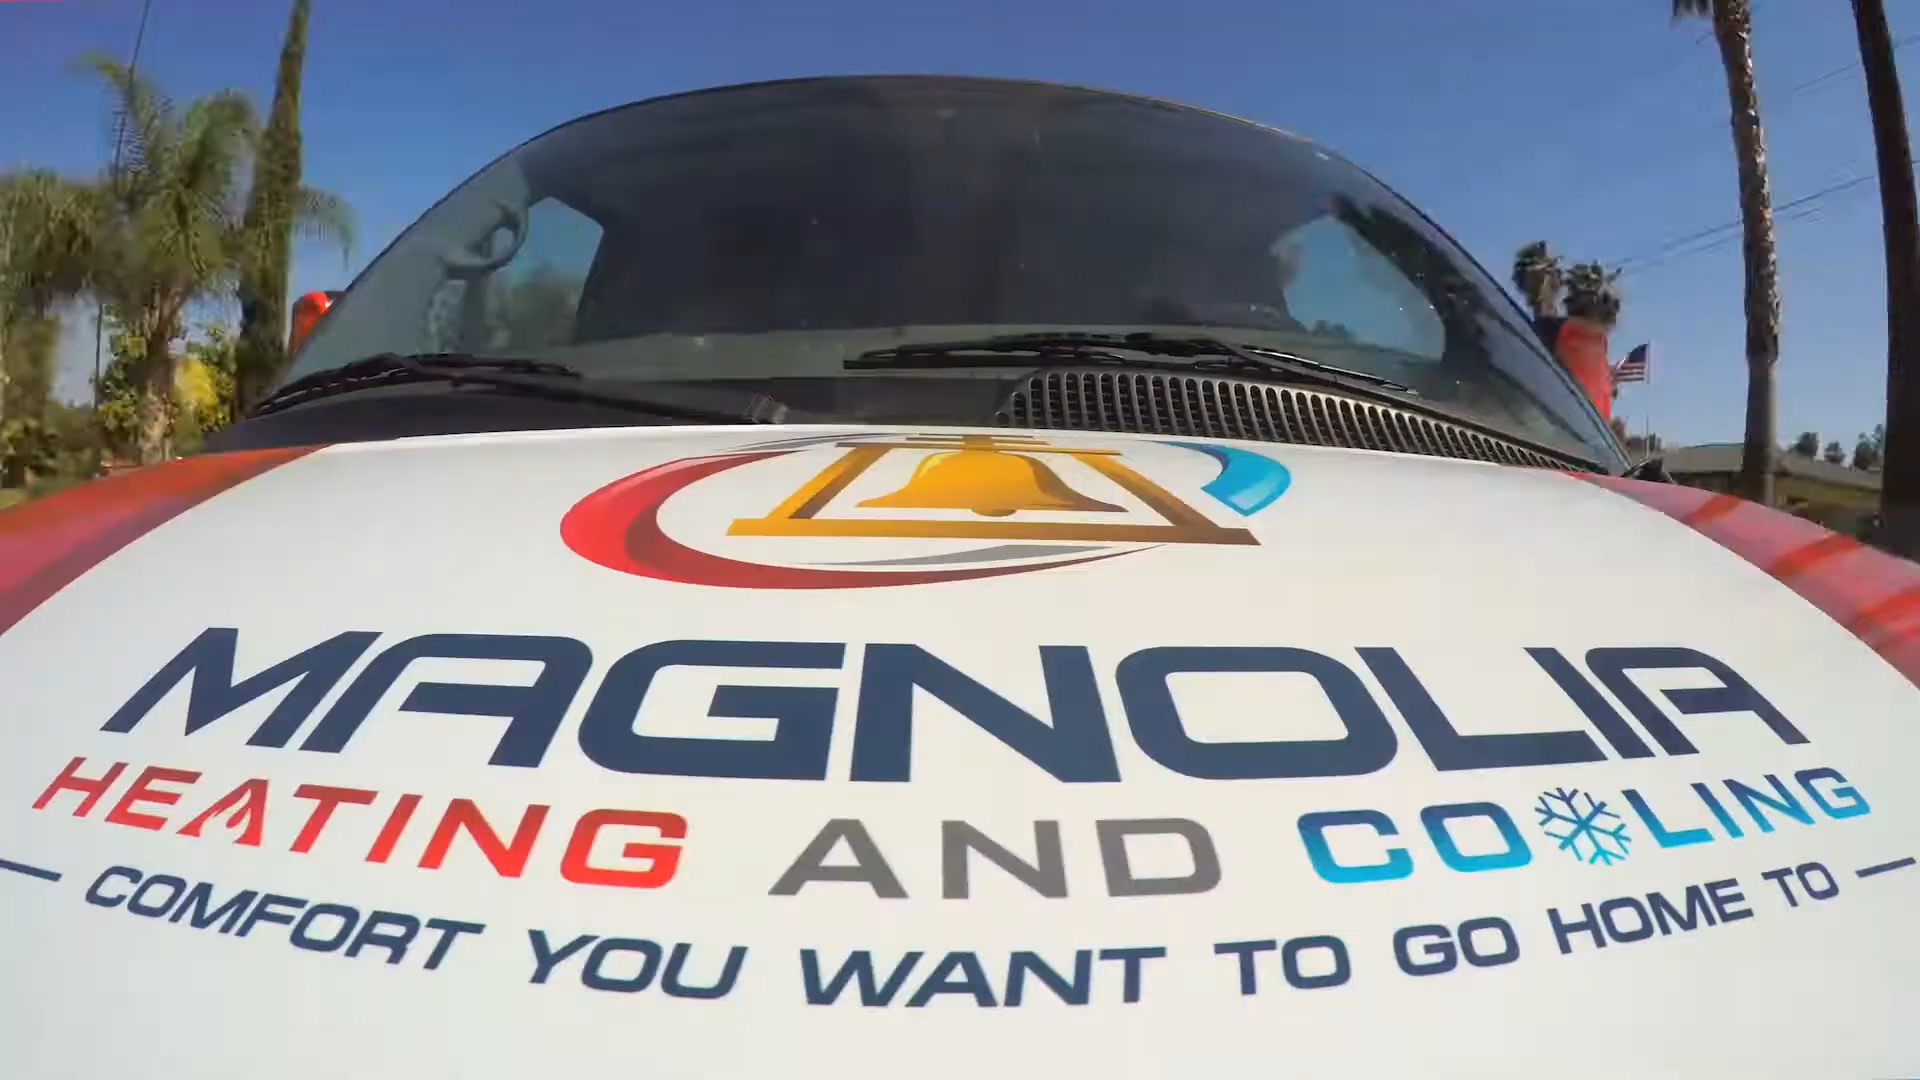 MAGNOLIA
HEATING AND COOLING
— COMFORT YOU WANT TO GO HOME TO —